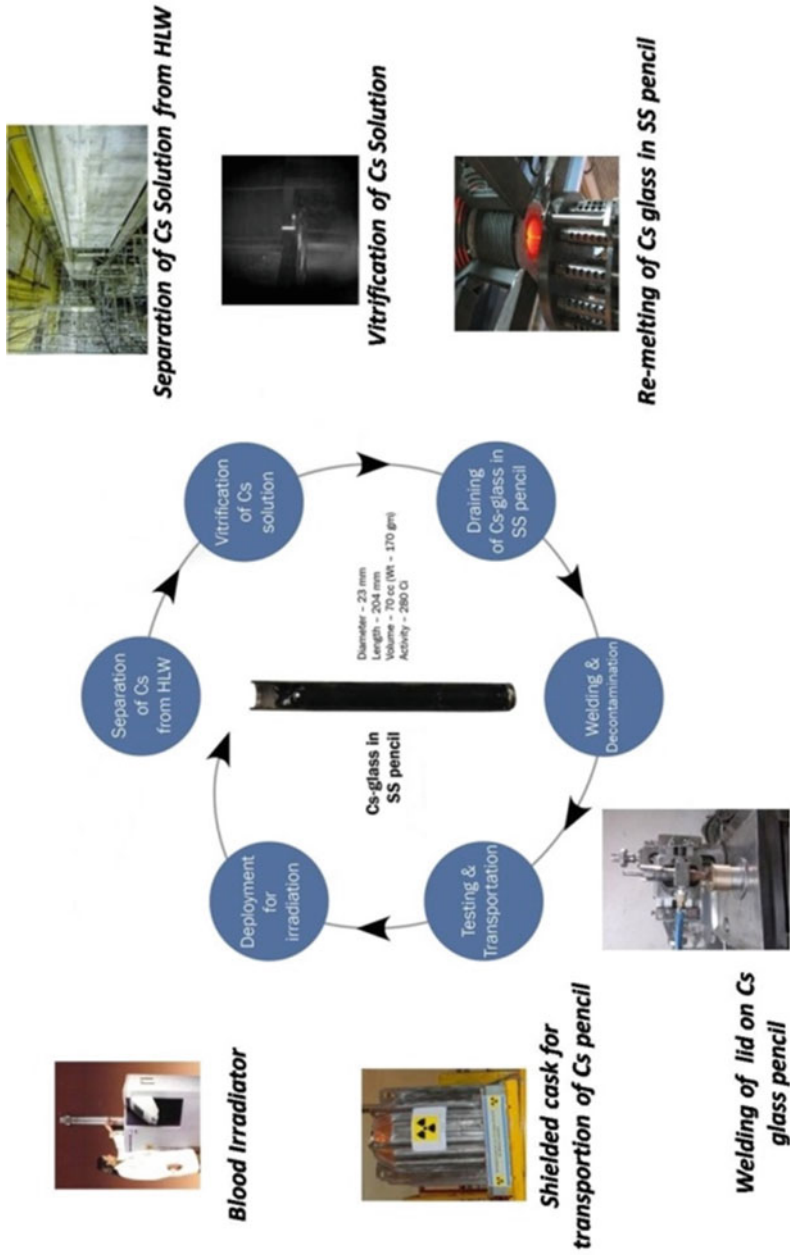 Separation of Cs Solution from HLW
Vitrification of Cs Solution
Re-melting of Cs glass in SS pencil
Separation
of Cs
from HLW
Vitrification
of Cs
solution
Draining
of Cs-glass in
SS pencil
Welding &
Decontamination
Testing &
Transportation
Deployment
for
irradiation
Cs-glass in
SS pencil
Diameter – 23 mm
Length – 204 mm
Volume – 70 cc (Wt – 170 gm)
Activity – 280 Ci
Blood Irradiator
Shielded cask for
transportion of Cs pencil
Welding of lid on Cs
glass pencil